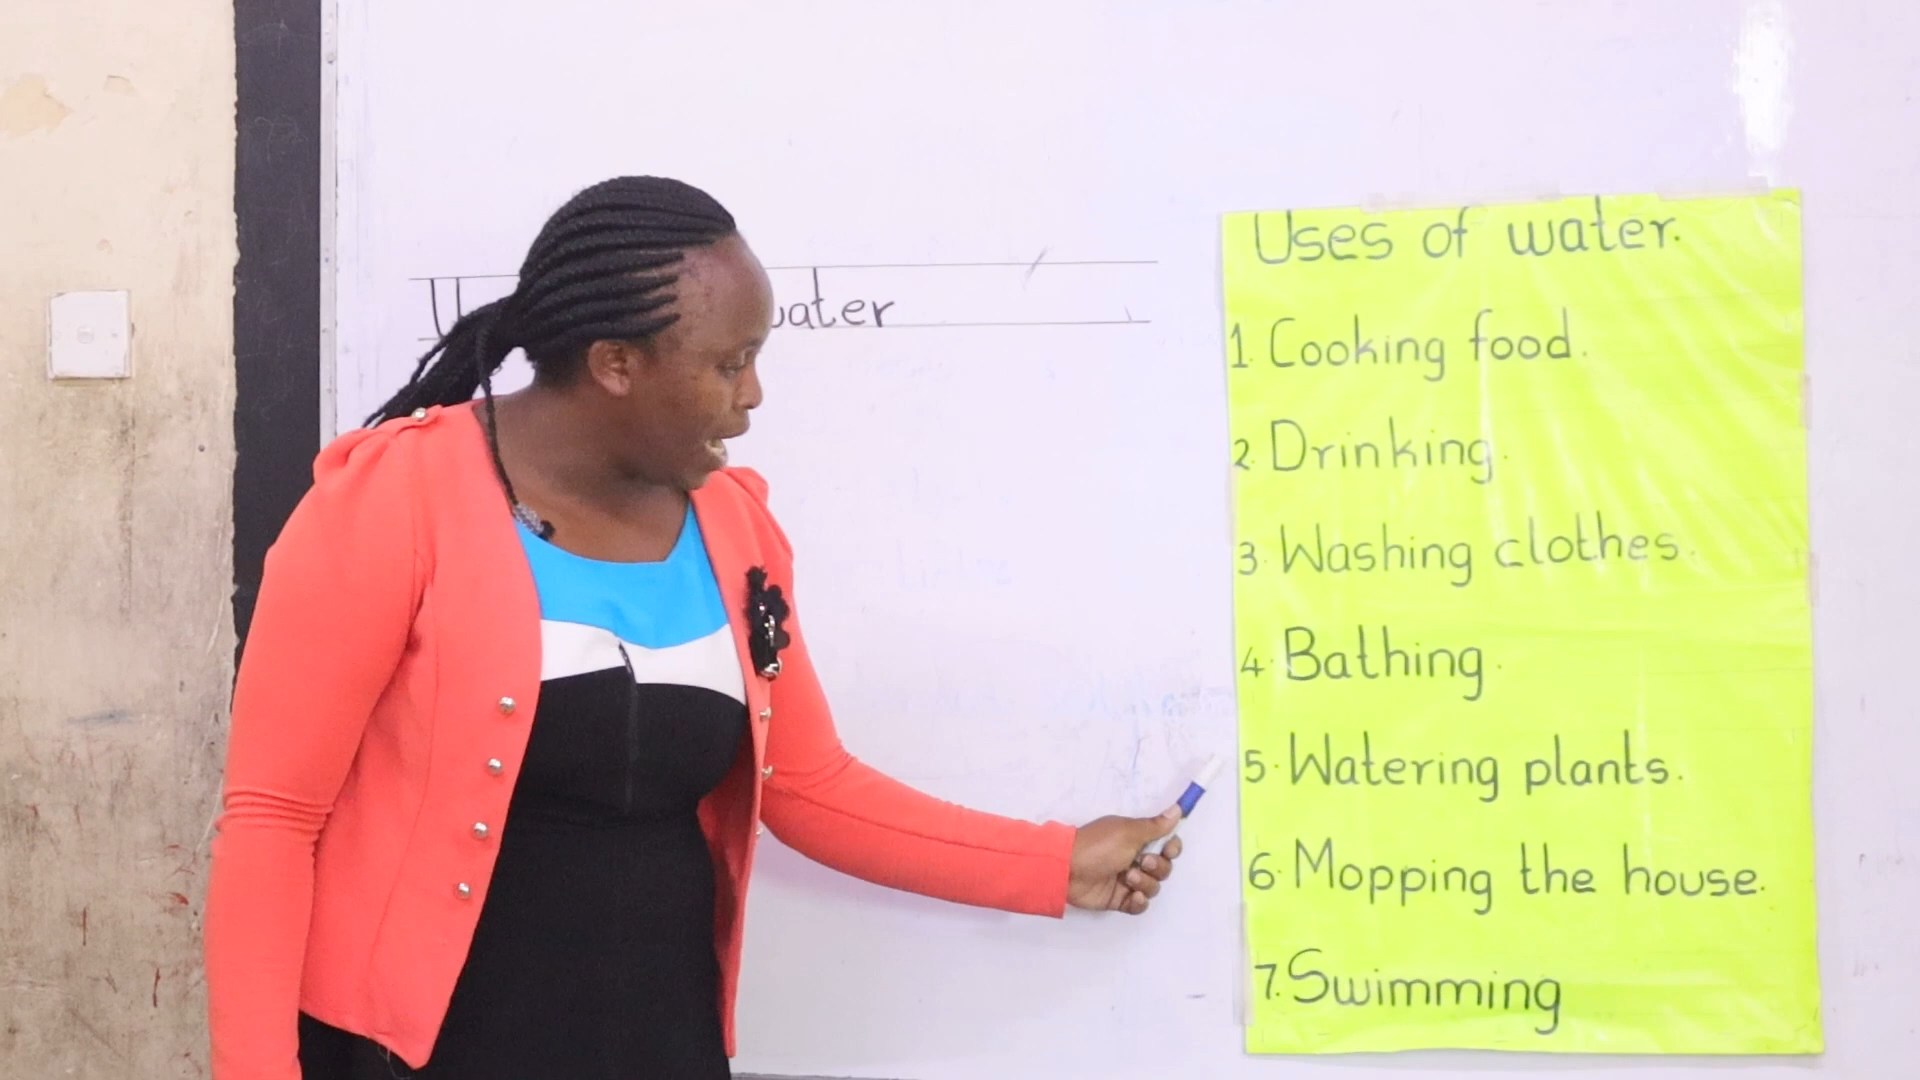 water
Uses of water.
1. Cooking food.
2. Drinking.
3. Washing clothes.
4. Bathing.
5. Watering plants.
6. Mopping the house.
7. Swimming